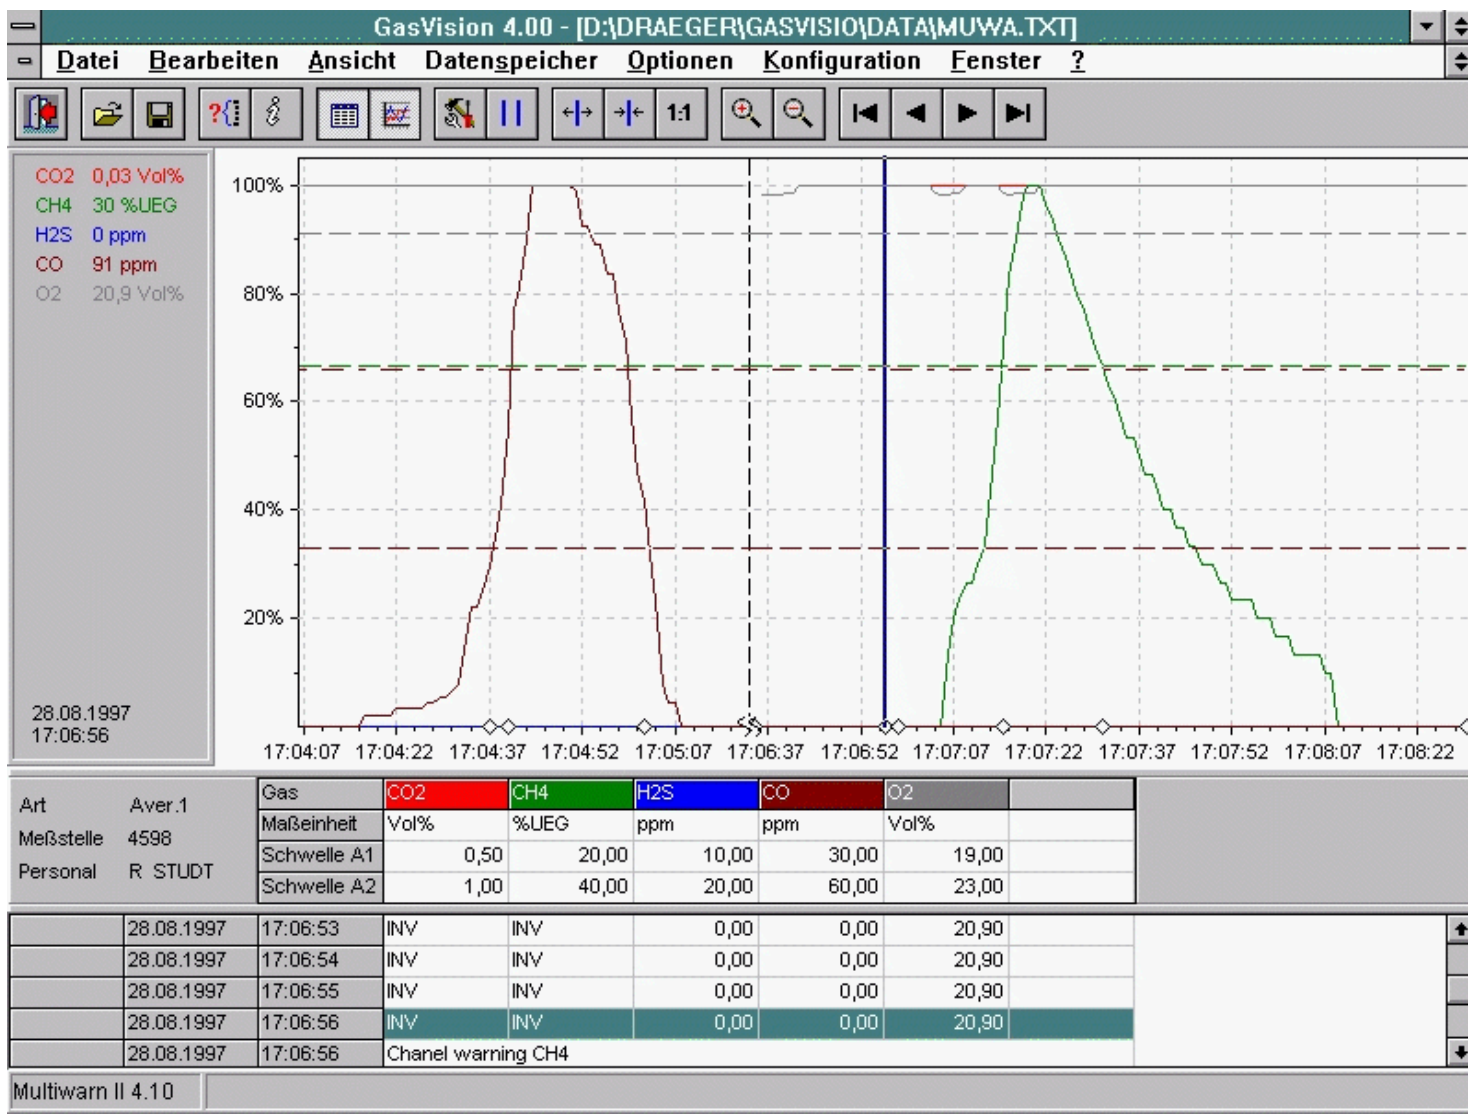 GasVision 4.00 - [D:\DRAEGER\GASVISIO\DATA\MUWA.TXT]
Datei Bearbeiten Ansicht Datenspeicher Optionen Konfiguration Fenster ?
?{ i 1:1
CO2 0,03 Vol%
CH4 30 %UEG
H2S 0 ppm
CO 91 ppm
O2 20,9 Vol%
28.08.1997
17:06:56
100%
80%
60%
40%
20%
17:04:07 17:04:22 17:04:37 17:04:52 17:05:07 17:06:37 17:06:52 17:07:07 17:07:22 17:07:37 17:07:52 17:08:07 17:08:22
Art Aver.1
Meßstelle 4598
Personal R STUDT
Gas CO2 CH4 H2S CO O2
Maßeinheit Vol% %UEG ppm ppm Vol%
Schwelle A1 0,50 20,00 10,00 30,00 19,00
Schwelle A2 1,00 40,00 20,00 60,00 23,00
28.08.1997 17:06:53 INV INV 0,00 0,00 20,90
28.08.1997 17:06:54 INV INV 0,00 0,00 20,90
28.08.1997 17:06:55 INV INV 0,00 0,00 20,90
28.08.1997 17:06:56 INV INV 0,00 0,00 20,90
28.08.1997 17:06:56 Chanel warning CH4
Multiwarn II 4.10